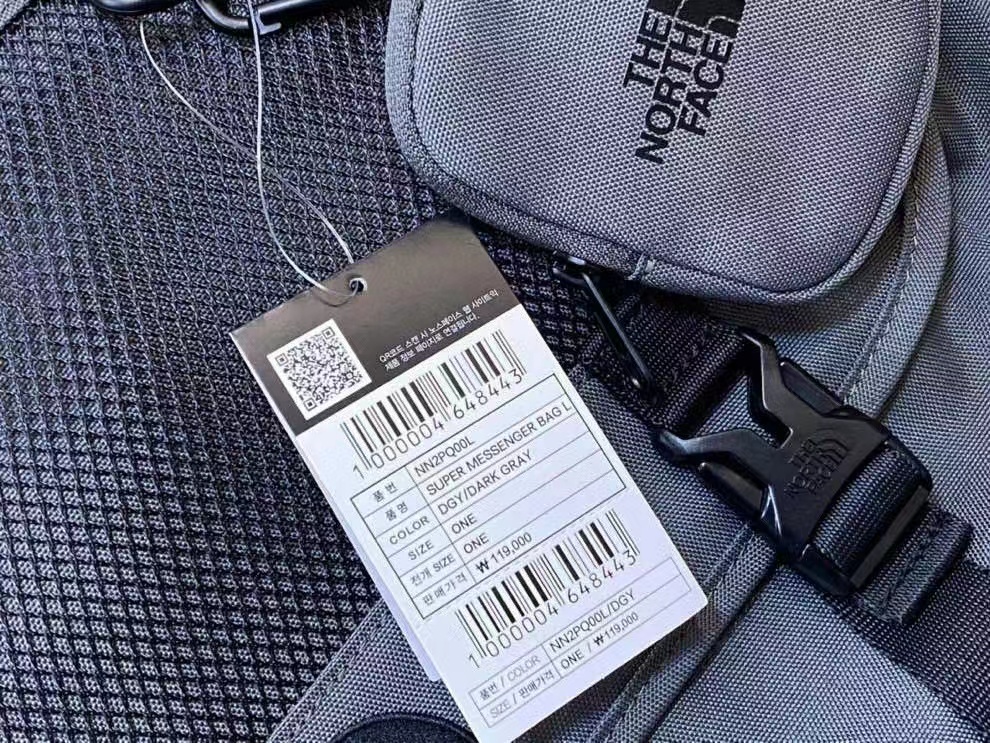 THE
NORTH
FACE
QR코드 스캔 시 노스페이스 웹 사이트의
제품 정보 페이지로 연결됩니다.
1000004648443
품 번 NN2PQ00L
품 명 SUPER MESSENGER BAG L
COLOR DGY/DARK GRAY
SIZE ONE
전개 SIZE ONE
판매가격 ₩119,000
1000004648443
품번 / COLOR NN2PQ00L/DGY
SIZE / 판매가격 ONE / ₩119,000
THE
NORTH
FACE